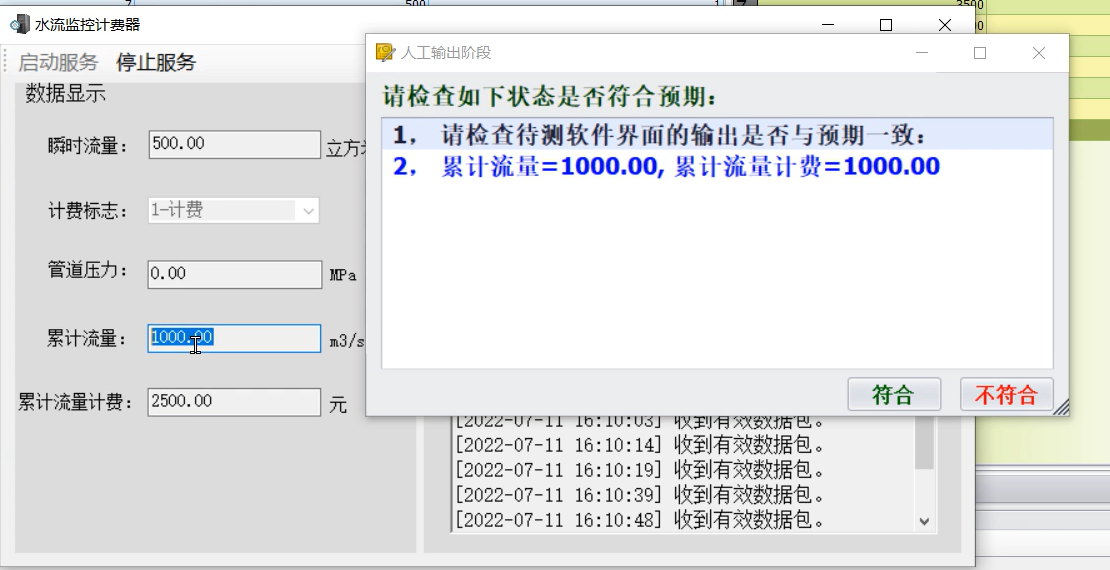 7
500
1
7
3500
00
水流监控计费器
启动服务 停止服务
数据显示
瞬时流量： 500.00 立方
计费标志： 1-计费
管道压力： 0.00 MPa
累计流量： 1000.00 m3/s
累计流量计费： 2500.00 元
人工输出阶段
请检查如下状态是否符合预期：
1， 请检查待测软件界面的输出是否与预期一致：
2， 累计流量=1000.00, 累计流量计费=1000.00
符合 不符合
[2022-07-11 16:10:03] 收到有效数据包。
[2022-07-11 16:10:14] 收到有效数据包。
[2022-07-11 16:10:19] 收到有效数据包。
[2022-07-11 16:10:39] 收到有效数据包。
[2022-07-11 16:10:48] 收到有效数据包。